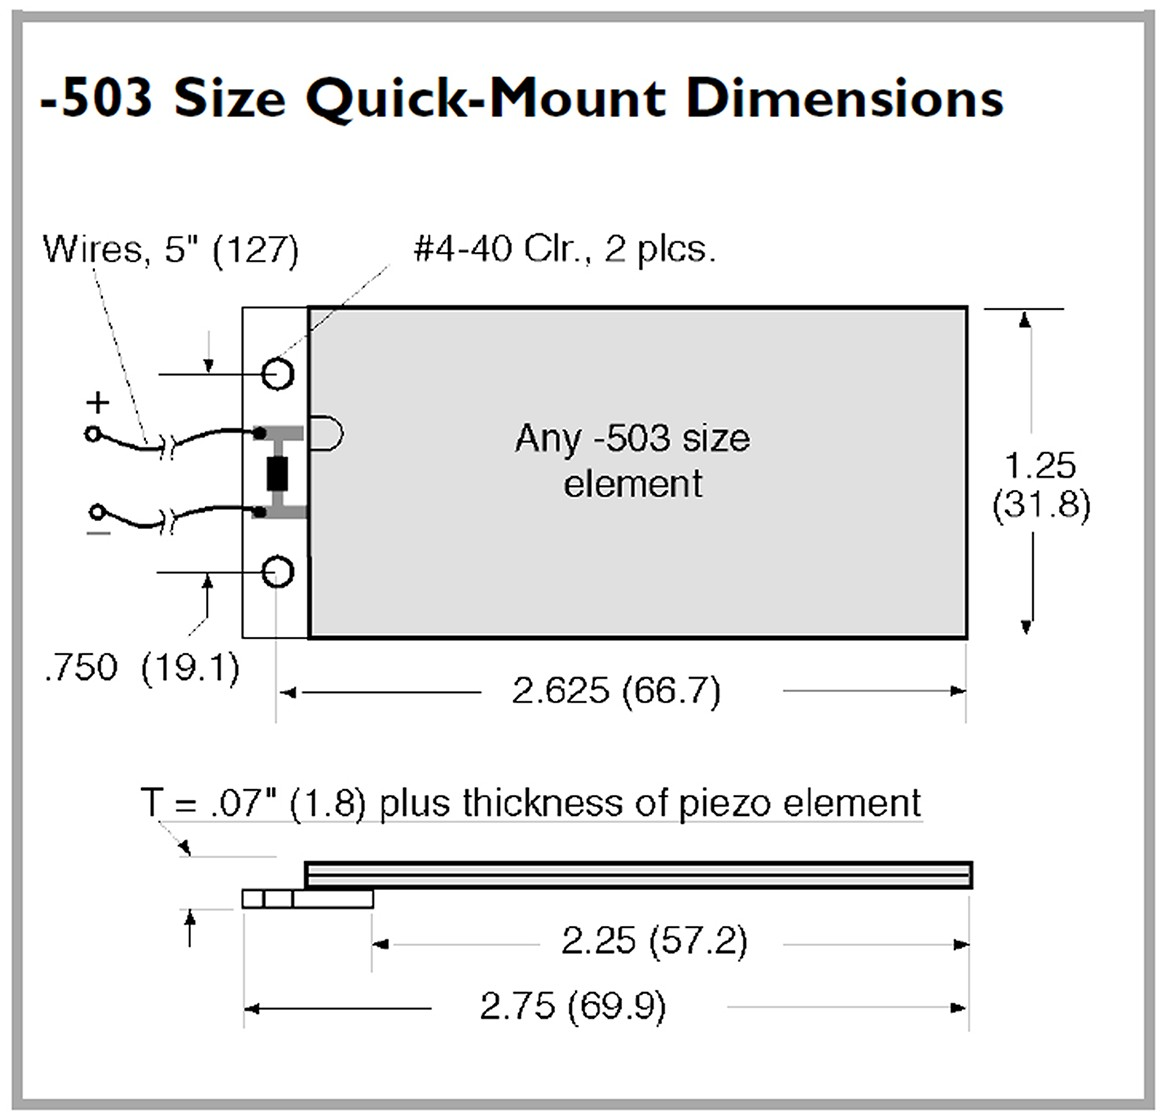 -503 Size Quick-Mount Dimensions
Wires, 5" (127)
#4-40 Clr., 2 plcs.
+
Any -503 size
element
1.25
(31.8)
–
.750 (19.1)
2.625 (66.7)
T = .07" (1.8) plus thickness of piezo element
2.25 (57.2)
2.75 (69.9)